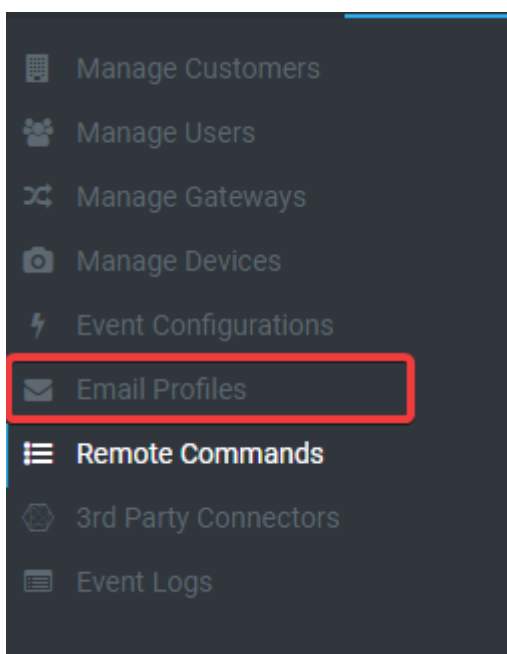 Manage Customers
Manage Users
Manage Gateways
Manage Devices
Event Configurations
Email Profiles
Remote Commands
3rd Party Connectors
Event Logs